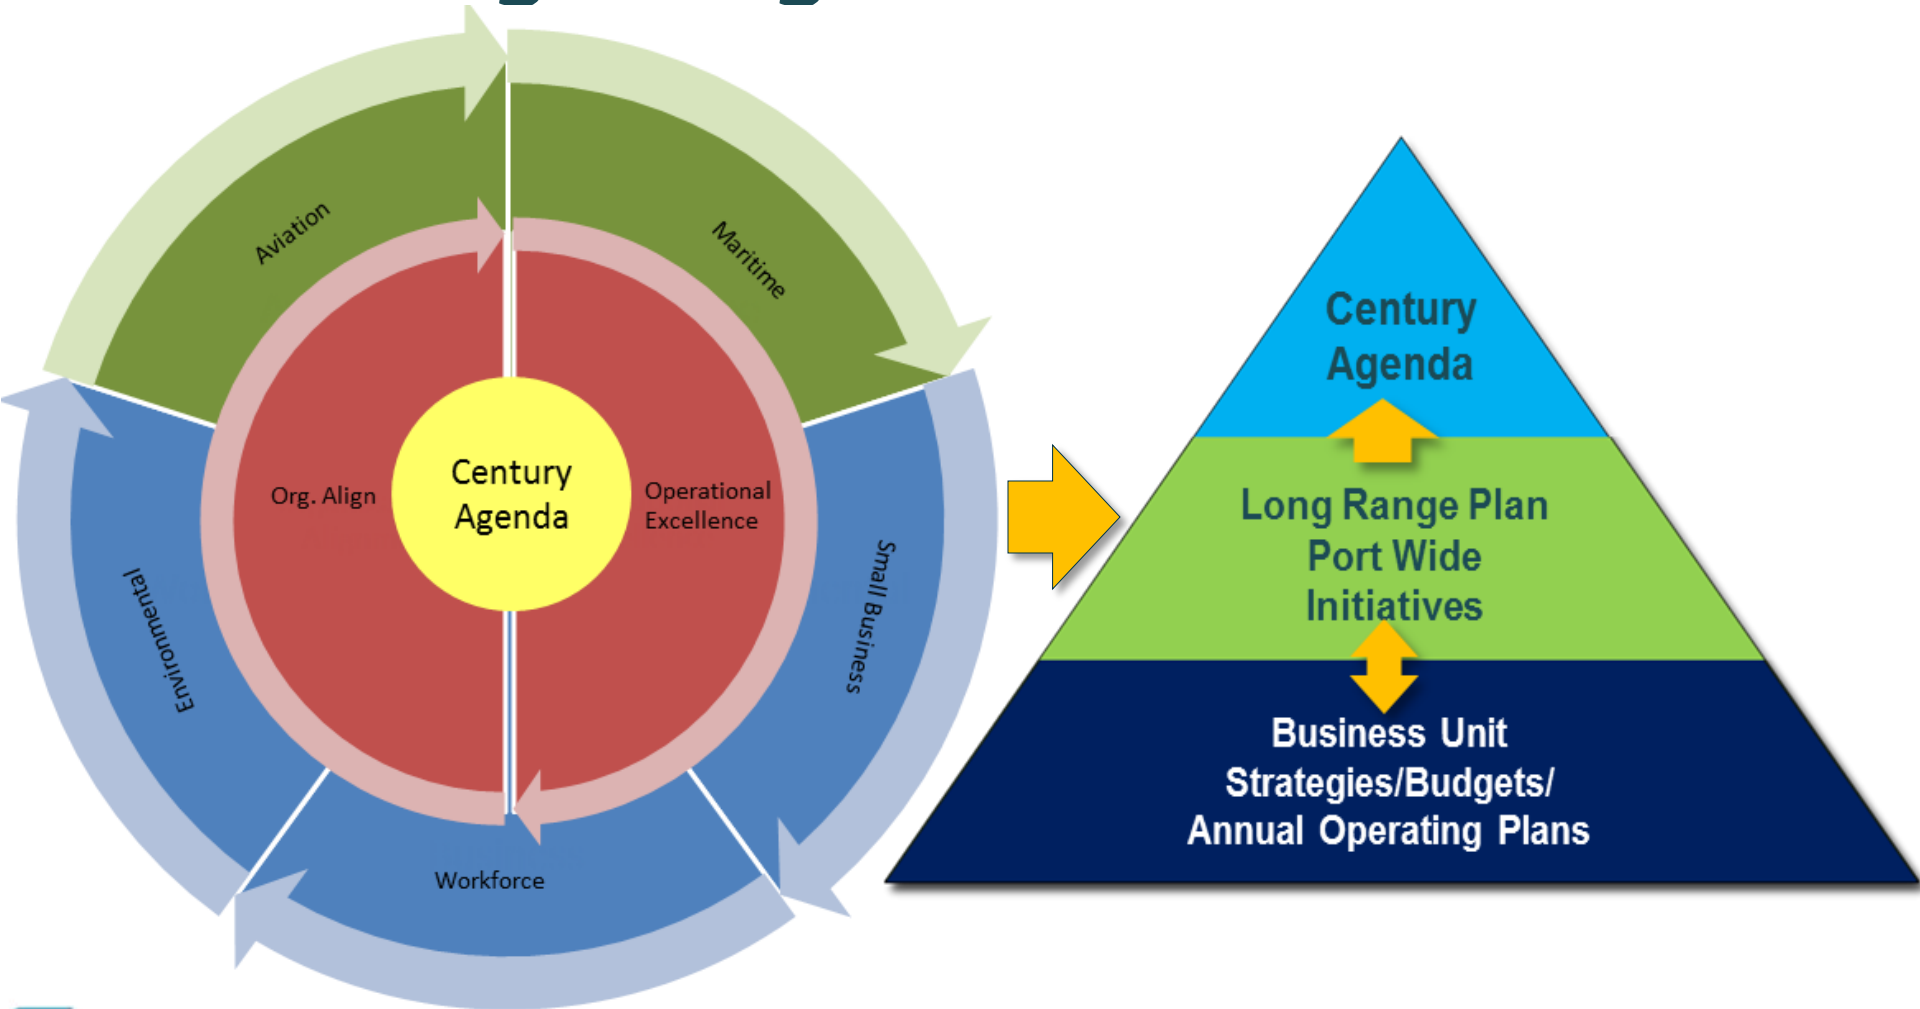 Aviation
Maritime
Org. Align
Century
Agenda
Operational
Excellence
Environmental
Small Business
Workforce
Century
Agenda
Long Range Plan
Port Wide
Initiatives
Business Unit
Strategies/Budgets/
Annual Operating Plans